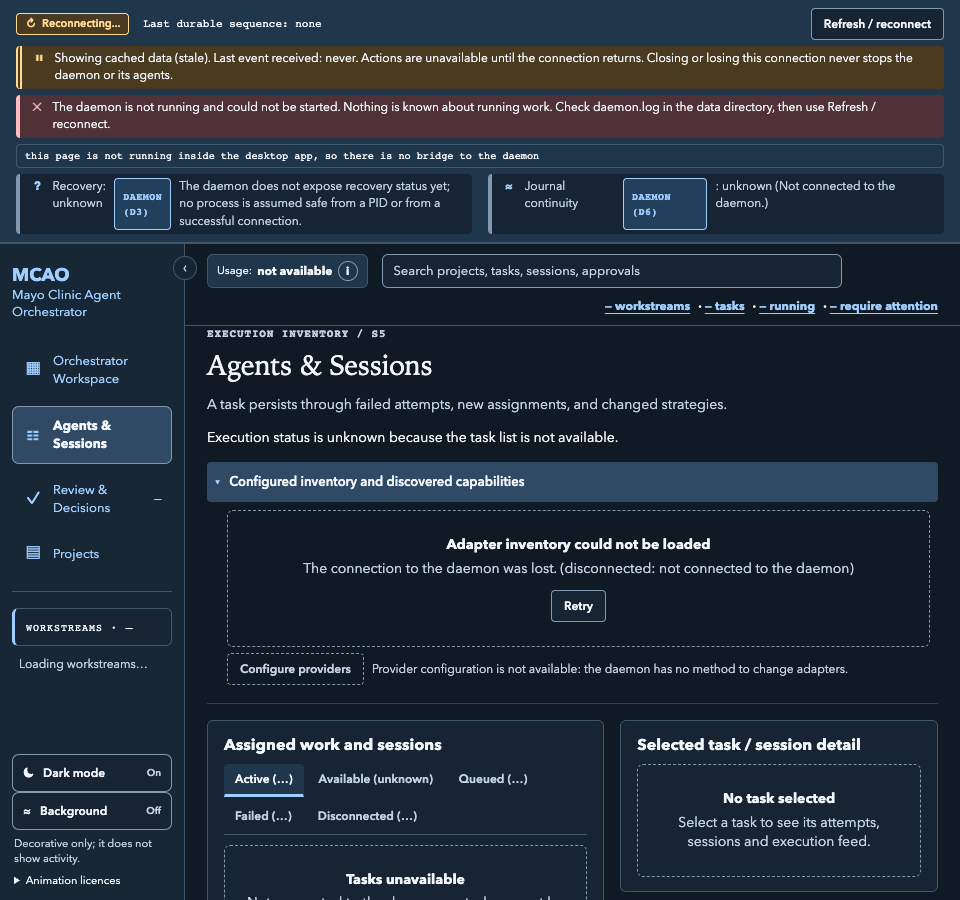 Reconnecting...
Last durable sequence: none
Refresh / reconnect
Showing cached data (stale). Last event received: never. Actions are unavailable until the connection returns. Closing or losing this connection never stops the
daemon or its agents.
The daemon is not running and could not be started. Nothing is known about running work. Check daemon.log in the data directory, then use Refresh /
reconnect.
this page is not running inside the desktop app, so there is no bridge to the daemon
? Recovery:
unknown
DAEMON
(D3)
The daemon does not expose recovery status yet;
no process is assumed safe from a PID or from a
successful connection.
≈ Journal
continuity
DAEMON
(D6)
: unknown (Not connected to the
daemon.)
MCAO
Mayo Clinic Agent
Orchestrator
Orchestrator
Workspace
Agents &
Sessions
Review &
Decisions
–
Projects
WORKSTREAMS • —
Loading workstreams…
Dark mode On
≈ Background Off
Decorative only; it does not
show activity.
Animation licences
‹
Usage: not available i
Search projects, tasks, sessions, approvals
– workstreams • – tasks • – running • – require attention
EXECUTION INVENTORY / S5
Agents & Sessions
A task persists through failed attempts, new assignments, and changed strategies.
Execution status is unknown because the task list is not available.
Configured inventory and discovered capabilities
Adapter inventory could not be loaded
The connection to the daemon was lost. (disconnected: not connected to the daemon)
Retry
Configure providers
Provider configuration is not available: the daemon has no method to change adapters.
Assigned work and sessions
Active (…) Available (unknown) Queued (…)
Failed (…) Disconnected (…)
Tasks unavailable
Selected task / session detail
No task selected
Select a task to see its attempts,
sessions and execution feed.